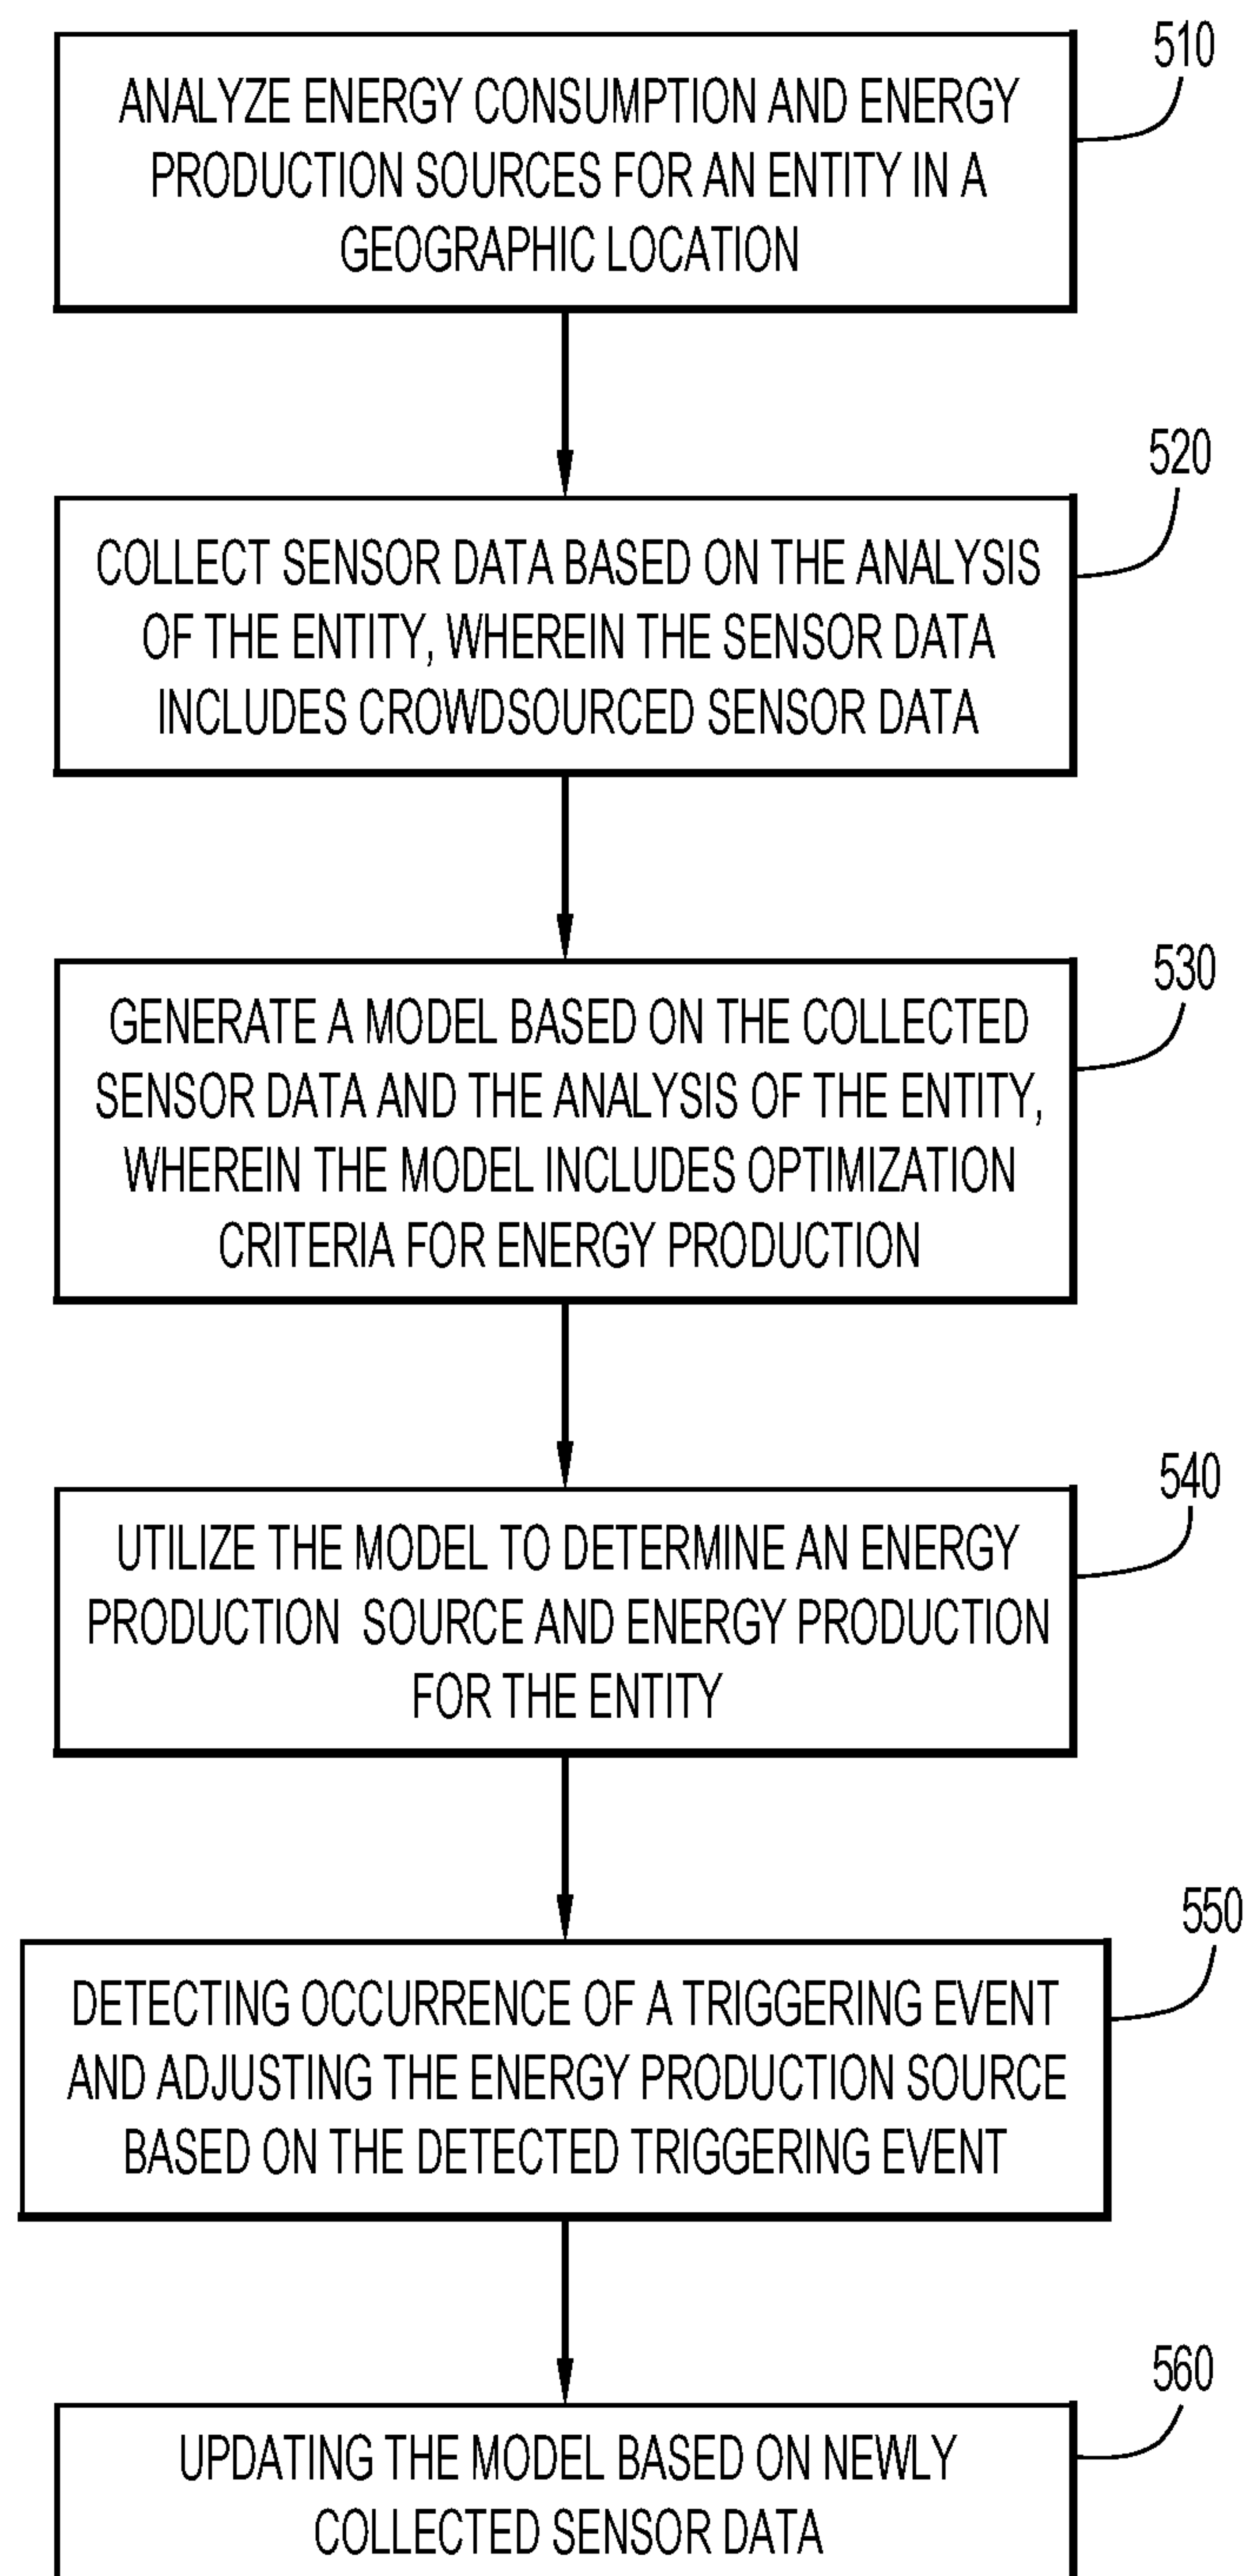 510
ANALYZE ENERGY CONSUMPTION AND ENERGY
PRODUCTION SOURCES FOR AN ENTITY IN A
GEOGRAPHIC LOCATION
520
COLLECT SENSOR DATA BASED ON THE ANALYSIS
OF THE ENTITY, WHEREIN THE SENSOR DATA
INCLUDES CROWDSOURCED SENSOR DATA
530
GENERATE A MODEL BASED ON THE COLLECTED
SENSOR DATA AND THE ANALYSIS OF THE ENTITY,
WHEREIN THE MODEL INCLUDES OPTIMIZATION
CRITERIA FOR ENERGY PRODUCTION
540
UTILIZE THE MODEL TO DETERMINE AN ENERGY
PRODUCTION SOURCE AND ENERGY PRODUCTION
FOR THE ENTITY
550
DETECTING OCCURRENCE OF A TRIGGERING EVENT
AND ADJUSTING THE ENERGY PRODUCTION SOURCE
BASED ON THE DETECTED TRIGGERING EVENT
560
UPDATING THE MODEL BASED ON NEWLY
COLLECTED SENSOR DATA